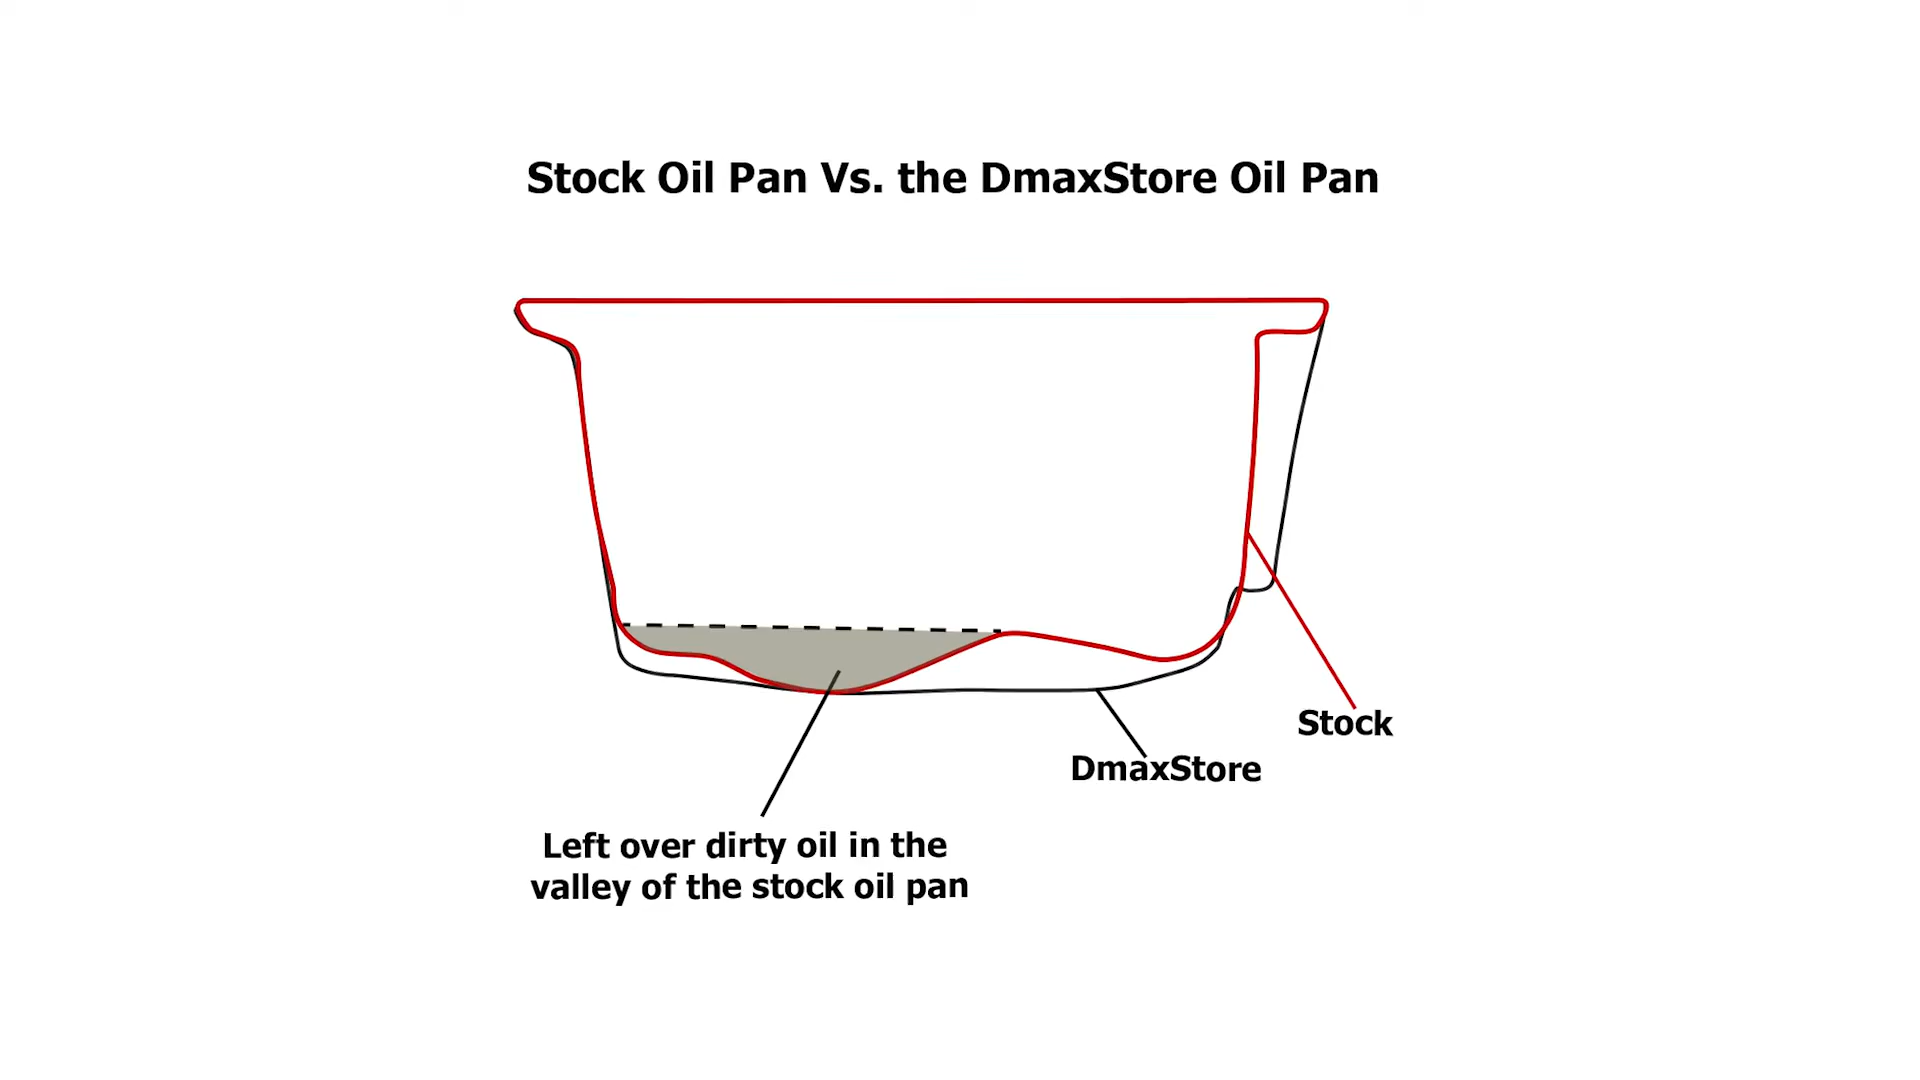 Stock Oil Pan Vs. the DmaxStore Oil Pan
Stock
DmaxStore
Left over dirty oil in the
valley of the stock oil pan